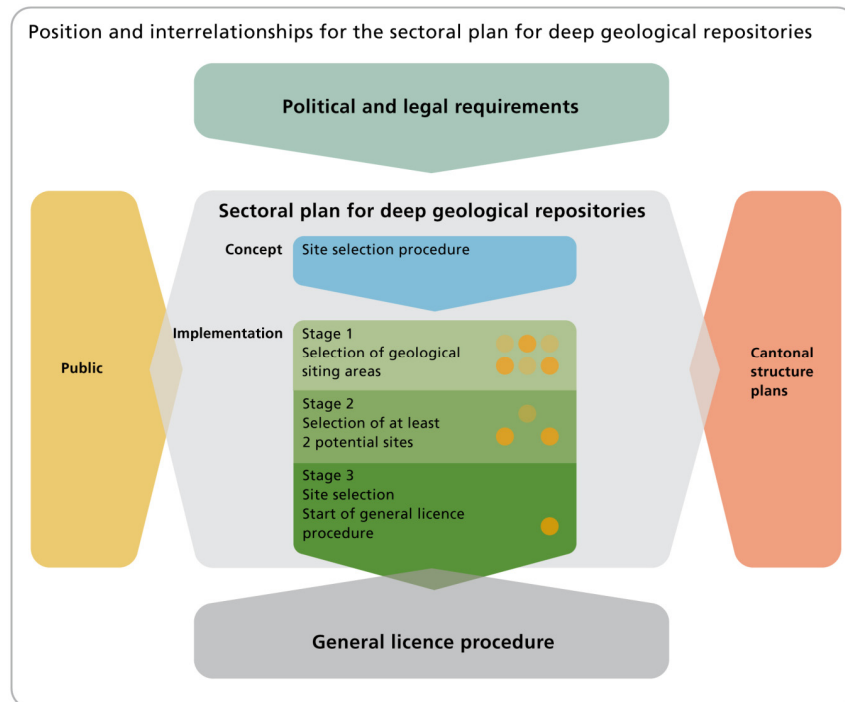 Position and interrelationships for the sectoral plan for deep geological repositories
Political and legal requirements
Sectoral plan for deep geological repositories
Concept
Site selection procedure
Implementation
Stage 1
Selection of geological
siting areas
Public
Cantonal
structure
plans
Stage 2
Selection of at least
2 potential sites
Stage 3
Site selection
Start of general licence
procedure
General licence procedure